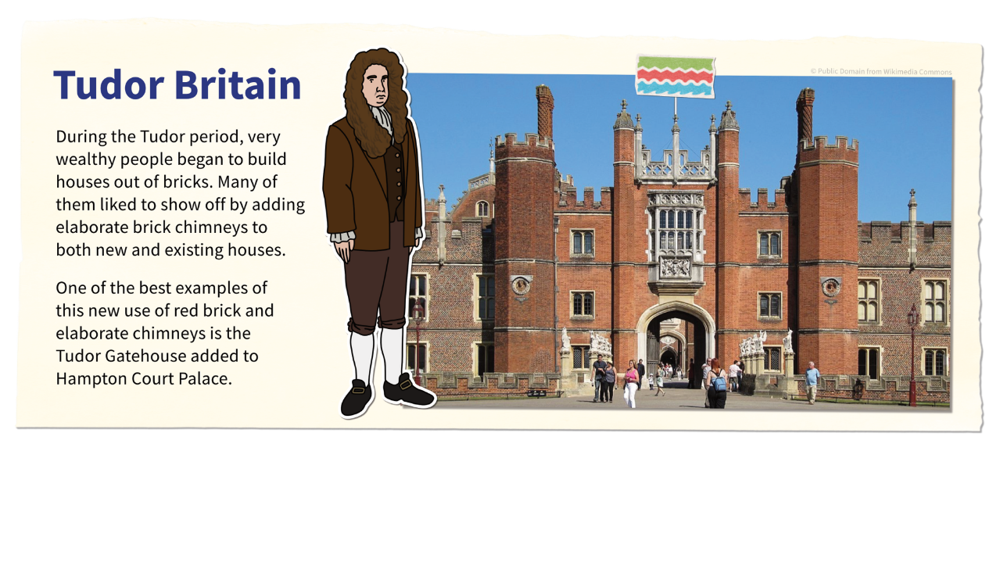 Tudor Britain
During the Tudor period, very
wealthy people began to build
houses out of bricks. Many of
them liked to show off by adding
elaborate brick chimneys to
both new and existing houses.
One of the best examples of
this new use of red brick and
elaborate chimneys is the
Tudor Gatehouse added to
Hampton Court Palace.
© Public Domain from Wikimedia Commons